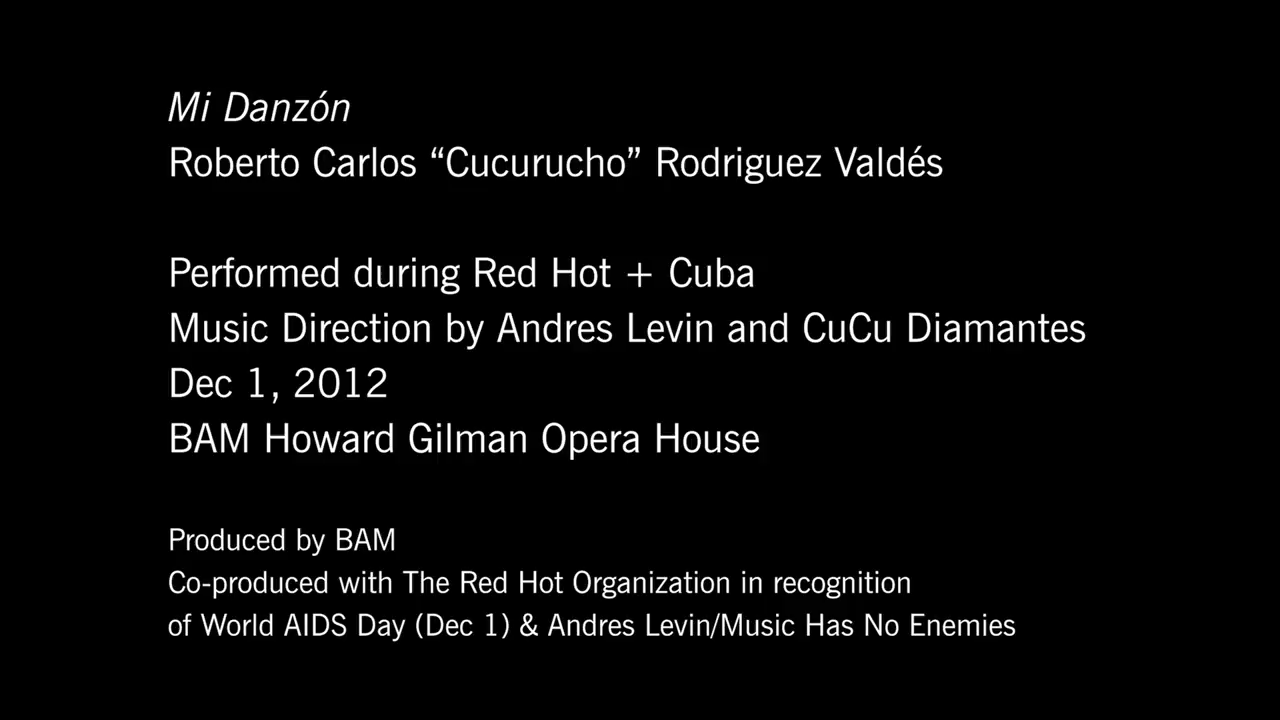 Mi Danzón
Roberto Carlos “Cucurucho” Rodriguez Valdés
Performed during Red Hot + Cuba
Music Direction by Andres Levin and CuCu Diamantes
Dec 1, 2012
BAM Howard Gilman Opera House
Produced by BAM
Co-produced with The Red Hot Organization in recognition
of World AIDS Day (Dec 1) & Andres Levin/Music Has No Enemies